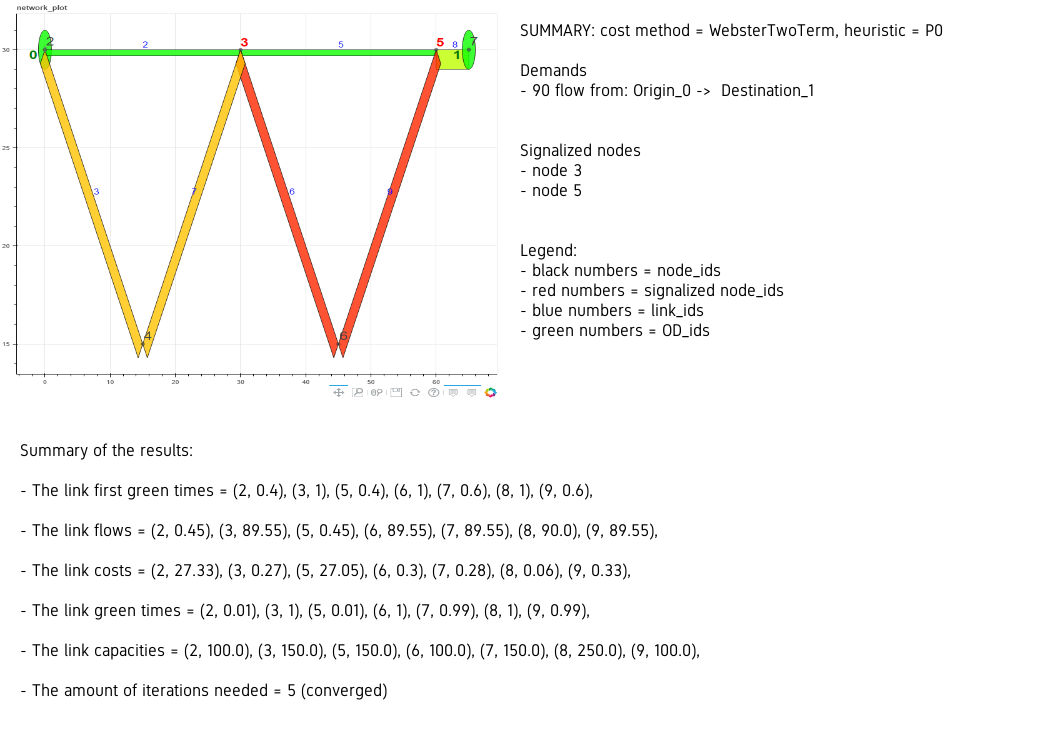 network_plot
SUMMARY: cost method = WebsterTwoTerm, heuristic = P0
Demands
- 90 flow from: Origin_0 -> Destination_1
Signalized nodes
- node 3
- node 5
Legend:
- black numbers = node_ids
- red numbers = signalized node_ids
- blue numbers = link_ids
- green numbers = OD_ids
30
25
20
15
0 2 2 3 5 5 8 1 7
3 7 6 9
4 6
0 10 20 30 40 50 60
Summary of the results:
- The link first green times = (2, 0.4), (3, 1), (5, 0.4), (6, 1), (7, 0.6), (8, 1), (9, 0.6),
- The link flows = (2, 0.45), (3, 89.55), (5, 0.45), (6, 89.55), (7, 89.55), (8, 90.0), (9, 89.55),
- The link costs = (2, 27.33), (3, 0.27), (5, 27.05), (6, 0.3), (7, 0.28), (8, 0.06), (9, 0.33),
- The link green times = (2, 0.01), (3, 1), (5, 0.01), (6, 1), (7, 0.99), (8, 1), (9, 0.99),
- The link capacities = (2, 100.0), (3, 150.0), (5, 150.0), (6, 100.0), (7, 150.0), (8, 250.0), (9, 100.0),
- The amount of iterations needed = 5 (converged)